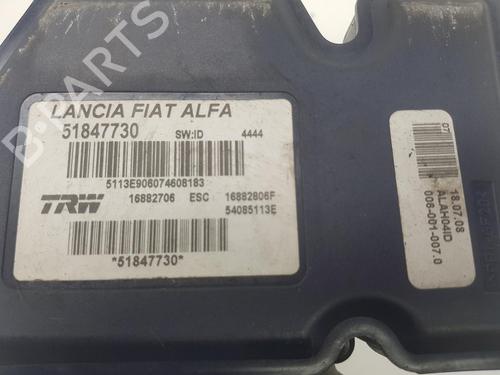 LANCIA FIAT ALFA
51847730 SW:ID 4444
5113E906074608183
TRW 16882706 ESC 16882806F
54085113E
*51847730*
18.07.08
ALAH04ID
006-001-007.0
B-PARTS